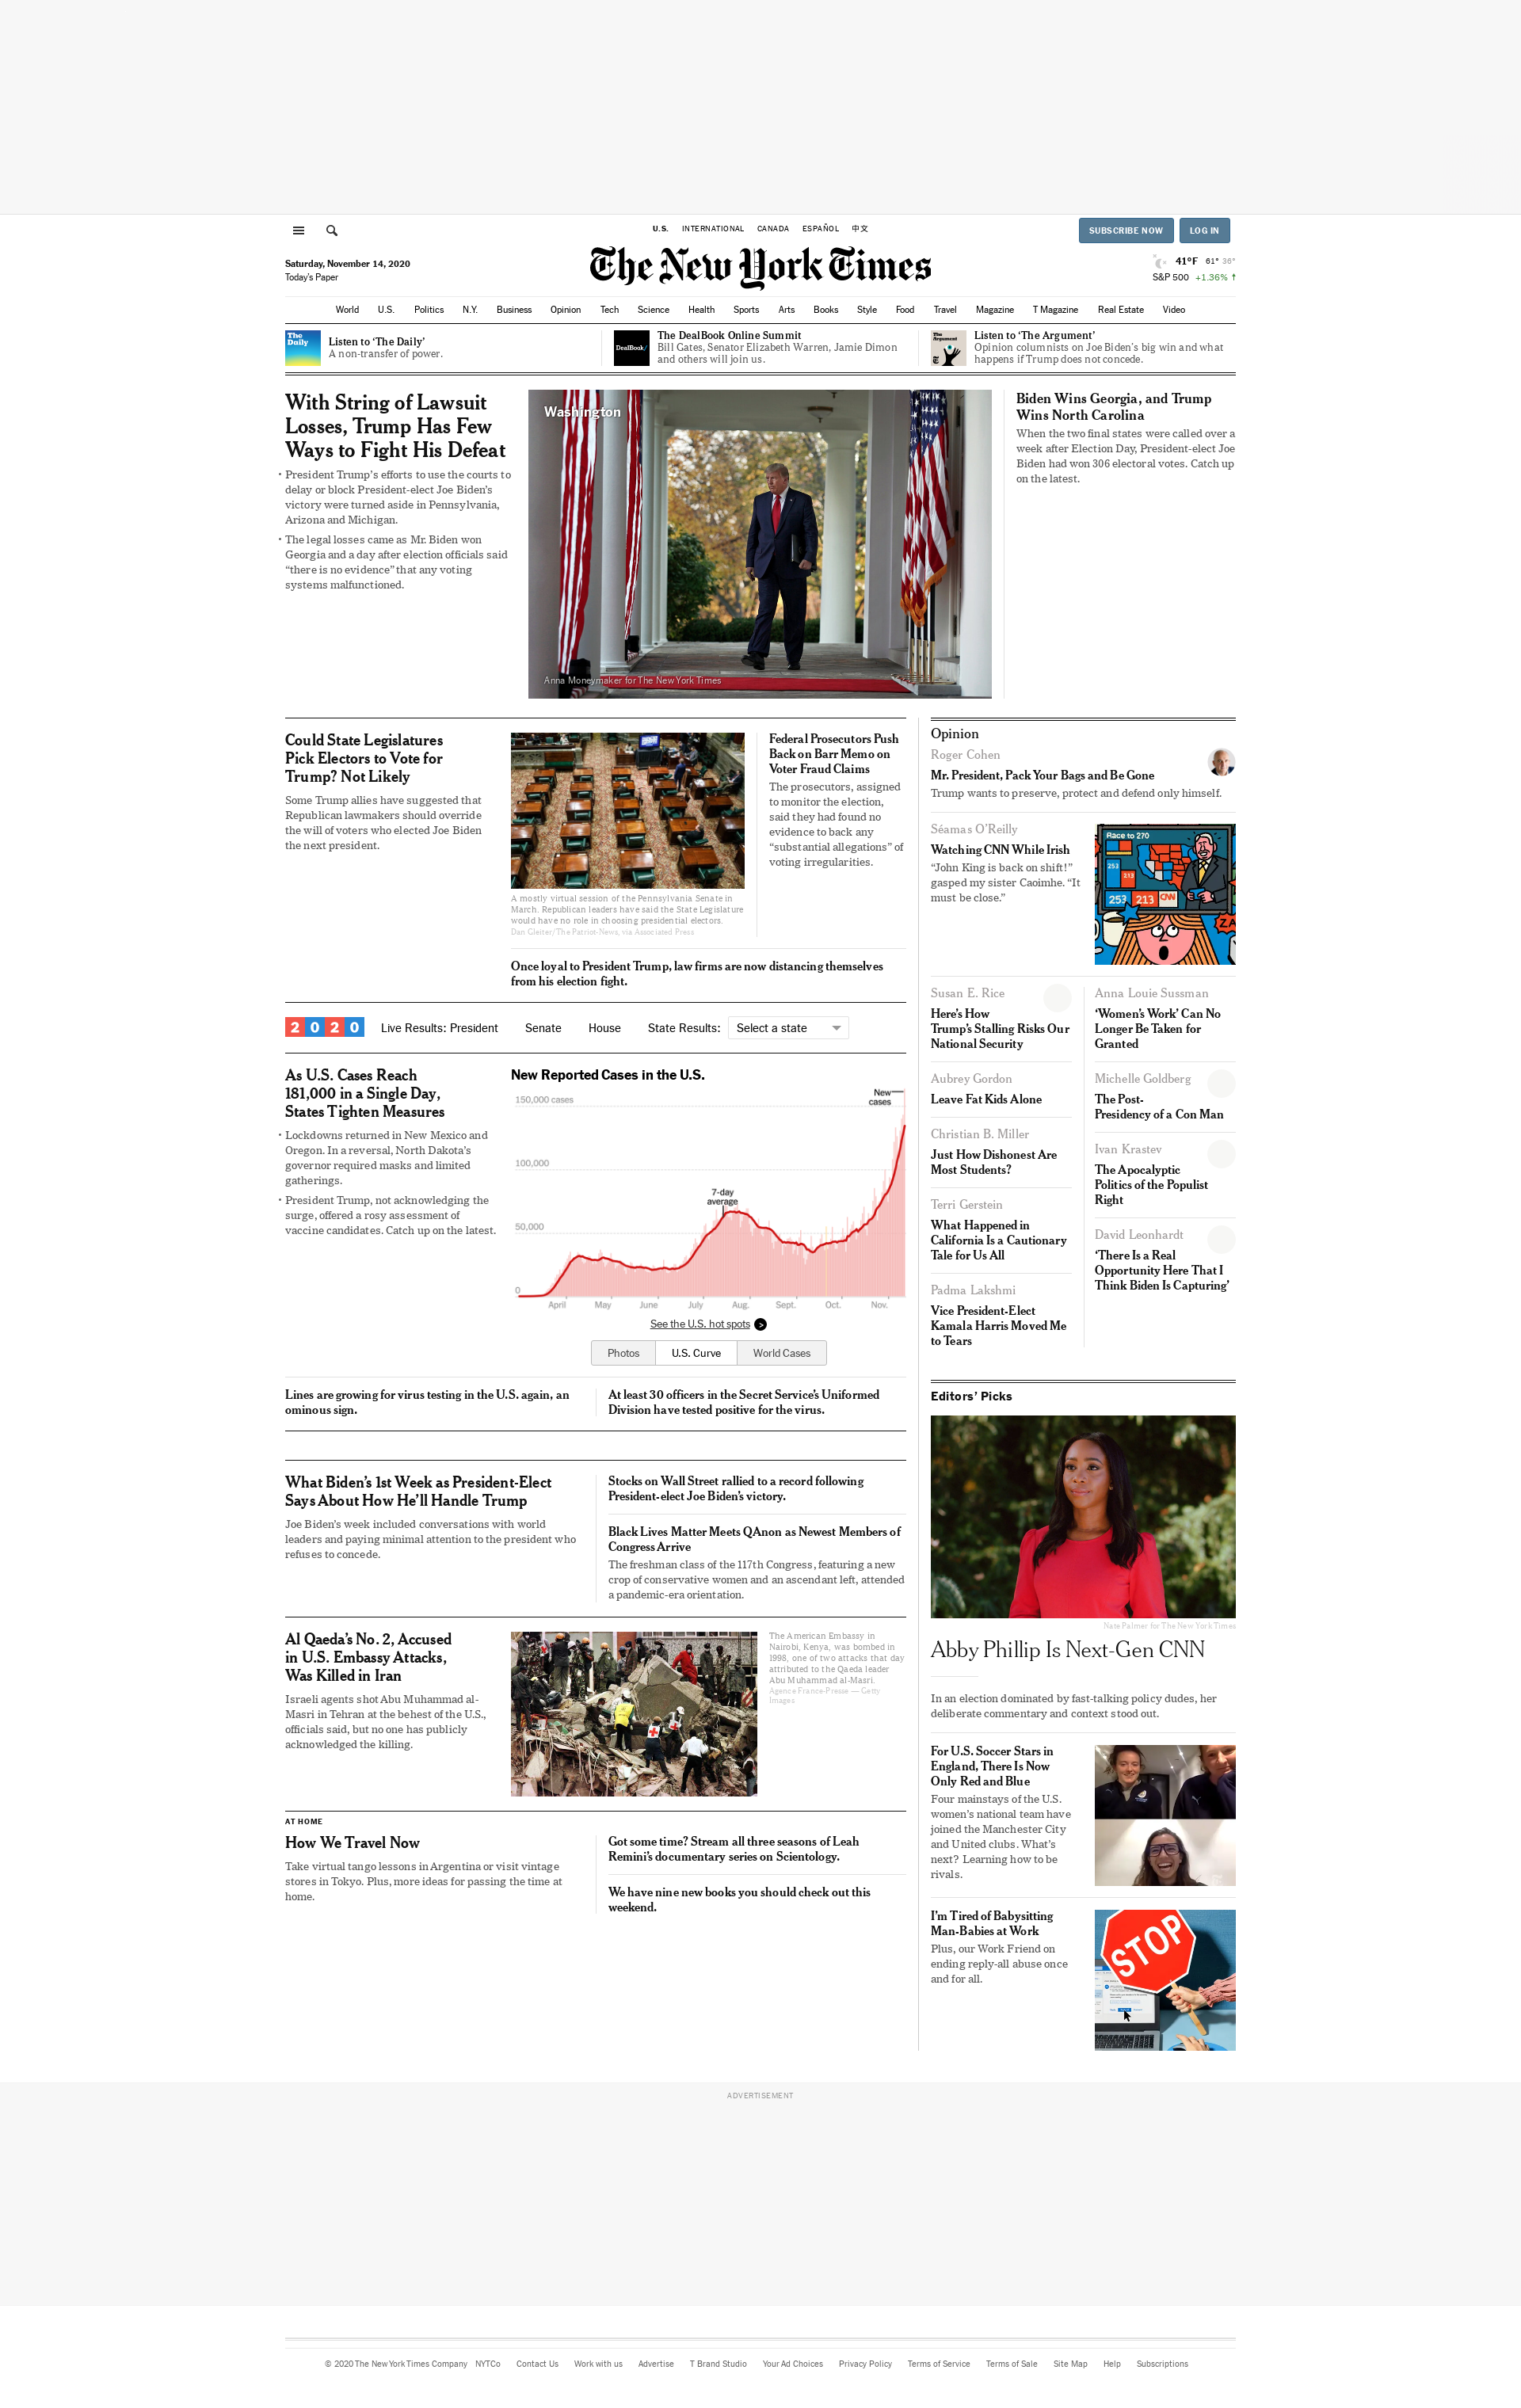 U.S. INTERNATIONAL CANADA ESPAÑOL 中文
SUBSCRIBE NOW LOG IN
Saturday, November 14, 2020
Today's Paper
The New York Times
41°F 61° 36°
S&P 500 +1.36%
World U.S. Politics N.Y. Business Opinion Tech Science Health Sports Arts Books Style Food Travel Magazine T Magazine Real Estate Video
The
Daily
Listen to ‘The Daily’
A non-transfer of power.
DealBook/
The DealBook Online Summit
Bill Gates, Senator Elizabeth Warren, Jamie Dimon
and others will join us.
The
Argument
Listen to ‘The Argument’
Opinion columnists on Joe Biden’s big win and what
happens if Trump does not concede.
With String of Lawsuit
Losses, Trump Has Few
Ways to Fight His Defeat
• President Trump’s efforts to use the courts to
delay or block President-elect Joe Biden’s
victory were turned aside in Pennsylvania,
Arizona and Michigan.
• The legal losses came as Mr. Biden won
Georgia and a day after election officials said
“there is no evidence” that any voting
systems malfunctioned.
Washington
Anna Moneymaker for The New York Times
Biden Wins Georgia, and Trump
Wins North Carolina
When the two final states were called over a
week after Election Day, President-elect Joe
Biden had won 306 electoral votes. Catch up
on the latest.
Could State Legislatures
Pick Electors to Vote for
Trump? Not Likely
Some Trump allies have suggested that
Republican lawmakers should override
the will of voters who elected Joe Biden
the next president.
A mostly virtual session of the Pennsylvania Senate in
March. Republican leaders have said the State Legislature
would have no role in choosing presidential electors.
Dan Gleiter/The Patriot-News, via Associated Press
Federal Prosecutors Push
Back on Barr Memo on
Voter Fraud Claims
The prosecutors, assigned
to monitor the election,
said they had found no
evidence to back any
“substantial allegations” of
voting irregularities.
Once loyal to President Trump, law firms are now distancing themselves
from his election fight.
2020 Live Results: President Senate House State Results: Select a state
As U.S. Cases Reach
181,000 in a Single Day,
States Tighten Measures
• Lockdowns returned in New Mexico and
Oregon. In a reversal, North Dakota’s
governor required masks and limited
gatherings.
• President Trump, not acknowledging the
surge, offered a rosy assessment of
vaccine candidates. Catch up on the latest.
New Reported Cases in the U.S.
150,000 cases
New
cases
100,000
7-day
average
50,000
0
April May June July Aug. Sept. Oct. Nov.
See the U.S. hot spots >
Photos U.S. Curve World Cases
Lines are growing for virus testing in the U.S. again, an
ominous sign.
At least 30 officers in the Secret Service’s Uniformed
Division have tested positive for the virus.
What Biden’s 1st Week as President-Elect
Says About How He’ll Handle Trump
Joe Biden’s week included conversations with world
leaders and paying minimal attention to the president who
refuses to concede.
Stocks on Wall Street rallied to a record following
President-elect Joe Biden’s victory.
Black Lives Matter Meets QAnon as Newest Members of
Congress Arrive
The freshman class of the 117th Congress, featuring a new
crop of conservative women and an ascendant left, attended
a pandemic-era orientation.
Al Qaeda’s No. 2, Accused
in U.S. Embassy Attacks,
Was Killed in Iran
Israeli agents shot Abu Muhammad al-
Masri in Tehran at the behest of the U.S.,
officials said, but no one has publicly
acknowledged the killing.
The American Embassy in
Nairobi, Kenya, was bombed in
1998, one of two attacks that day
attributed to the Qaeda leader
Abu Muhammad al-Masri.
Agence France-Presse — Getty
Images
AT HOME
How We Travel Now
Take virtual tango lessons in Argentina or visit vintage
stores in Tokyo. Plus, more ideas for passing the time at
home.
Got some time? Stream all three seasons of Leah
Remini’s documentary series on Scientology.
We have nine new books you should check out this
weekend.
Opinion
Roger Cohen
Mr. President, Pack Your Bags and Be Gone
Trump wants to preserve, protect and defend only himself.
Séamas O’Reilly
Watching CNN While Irish
“John King is back on shift!”
gasped my sister Caoimhe. “It
must be close.”
Race to 270
253
213
253 213 CNN
ZA
Susan E. Rice
Here’s How
Trump’s Stalling Risks Our
National Security
Aubrey Gordon
Leave Fat Kids Alone
Christian B. Miller
Just How Dishonest Are
Most Students?
Terri Gerstein
What Happened in
California Is a Cautionary
Tale for Us All
Padma Lakshmi
Vice President-Elect
Kamala Harris Moved Me
to Tears
Anna Louie Sussman
‘Women’s Work’ Can No
Longer Be Taken for
Granted
Michelle Goldberg
The Post-
Presidency of a Con Man
Ivan Krastev
The Apocalyptic
Politics of the Populist
Right
David Leonhardt
‘There Is a Real
Opportunity Here That I
Think Biden Is Capturing’
Editors’ Picks
Nate Palmer for The New York Times
Abby Phillip Is Next-Gen CNN
In an election dominated by fast-talking policy dudes, her
deliberate commentary and context stood out.
For U.S. Soccer Stars in
England, There Is Now
Only Red and Blue
Four mainstays of the U.S.
women’s national team have
joined the Manchester City
and United clubs. What’s
next? Learning how to be
rivals.
I’m Tired of Babysitting
Man-Babies at Work
Plus, our Work Friend on
ending reply-all abuse once
and for all.
STOP
ADVERTISEMENT
© 2020 The New York Times Company NYTCo Contact Us Work with us Advertise T Brand Studio Your Ad Choices Privacy Policy Terms of Service Terms of Sale Site Map Help Subscriptions